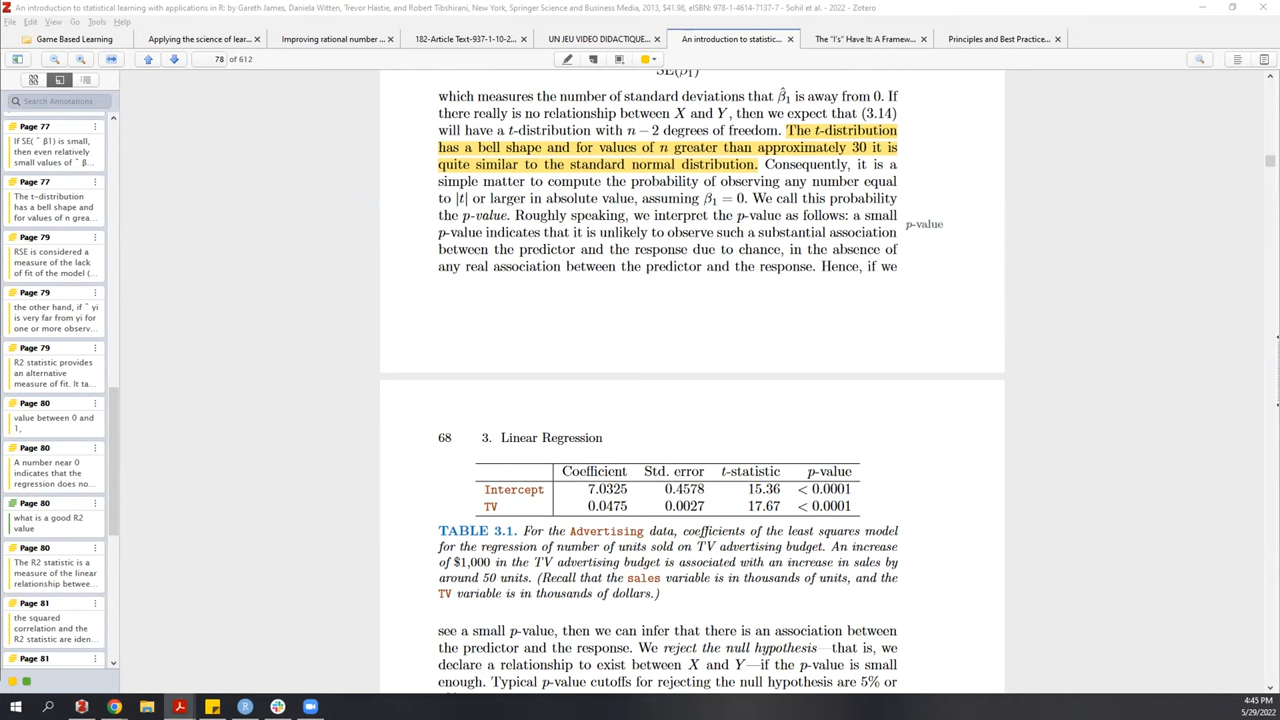 An introduction to statistical learning with applications in R: by Gareth James, Daniela Witten, Trevor Hastie, and Robert Tibshirani, New York, Springer Science and Business Media, 2013, $41.98, eISBN: 978-1-4614-7137-7 - Sohil et al. - 2022 - Zotero
File Edit View Go Tools Help
Game Based Learning
Applying the science of lear...
Improving rational number ...
182-Article Text-937-1-10-2...
UN JEU VIDEO DIDACTIQUE...
An introduction to statistic...
The "I's" Have It: A Framew...
Principles and Best Practice...
78 of 612
Search Annotations
Page 77
If SE( ˆ β1) is small,
then even relatively
small values of ˆ β...
Page 77
The t-distribution
has a bell shape and
for values of n grea...
Page 79
RSE is considered a
measure of the lack
of fit of the model (...
Page 79
the other hand, if ˆ yi
is very far from yi for
one or more observ...
Page 79
R2 statistic provides
an alternative
measure of fit. It ta...
Page 80
value between 0 and
1,
Page 80
A number near 0
indicates that the
regression does no...
Page 80
what is a good R2
value
Page 80
The R2 statistic is a
measure of the linear
relationship betwee...
Page 81
the squared
correlation and the
R2 statistic are iden...
Page 81
SE(β̂1)
which measures the number of standard deviations that β̂1 is away from 0. If
there really is no relationship between X and Y, then we expect that (3.14)
will have a t-distribution with n − 2 degrees of freedom. The t-distribution
has a bell shape and for values of n greater than approximately 30 it is
quite similar to the standard normal distribution. Consequently, it is a
simple matter to compute the probability of observing any number equal
to |t| or larger in absolute value, assuming β1 = 0. We call this probability
the p-value. Roughly speaking, we interpret the p-value as follows: a small
p-value indicates that it is unlikely to observe such a substantial association
between the predictor and the response due to chance, in the absence of
any real association between the predictor and the response. Hence, if we
p-value
68 3. Linear Regression
Coefficient Std. error t-statistic p-value
Intercept 7.0325 0.4578 15.36 < 0.0001
TV 0.0475 0.0027 17.67 < 0.0001
TABLE 3.1. For the Advertising data, coefficients of the least squares model
for the regression of number of units sold on TV advertising budget. An increase
of $1,000 in the TV advertising budget is associated with an increase in sales by
around 50 units. (Recall that the sales variable is in thousands of units, and the
TV variable is in thousands of dollars.)
see a small p-value, then we can infer that there is an association between
the predictor and the response. We reject the null hypothesis—that is, we
declare a relationship to exist between X and Y—if the p-value is small
enough. Typical p-value cutoffs for rejecting the null hypothesis are 5% or
4:45 PM
5/29/2022